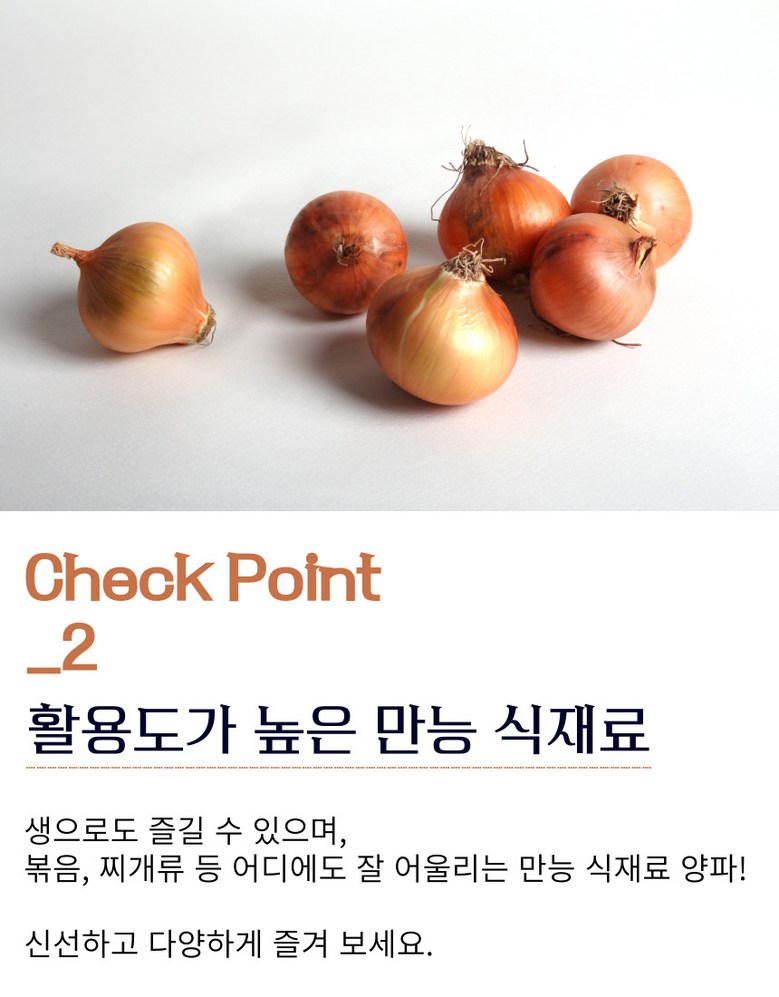 Check Point
_2
활용도가 높은 만능 식재료
생으로도 즐길 수 있으며,
볶음, 찌개류 등 어디에도 잘 어울리는 만능 식재료 양파!
신선하고 다양하게 즐겨 보세요.